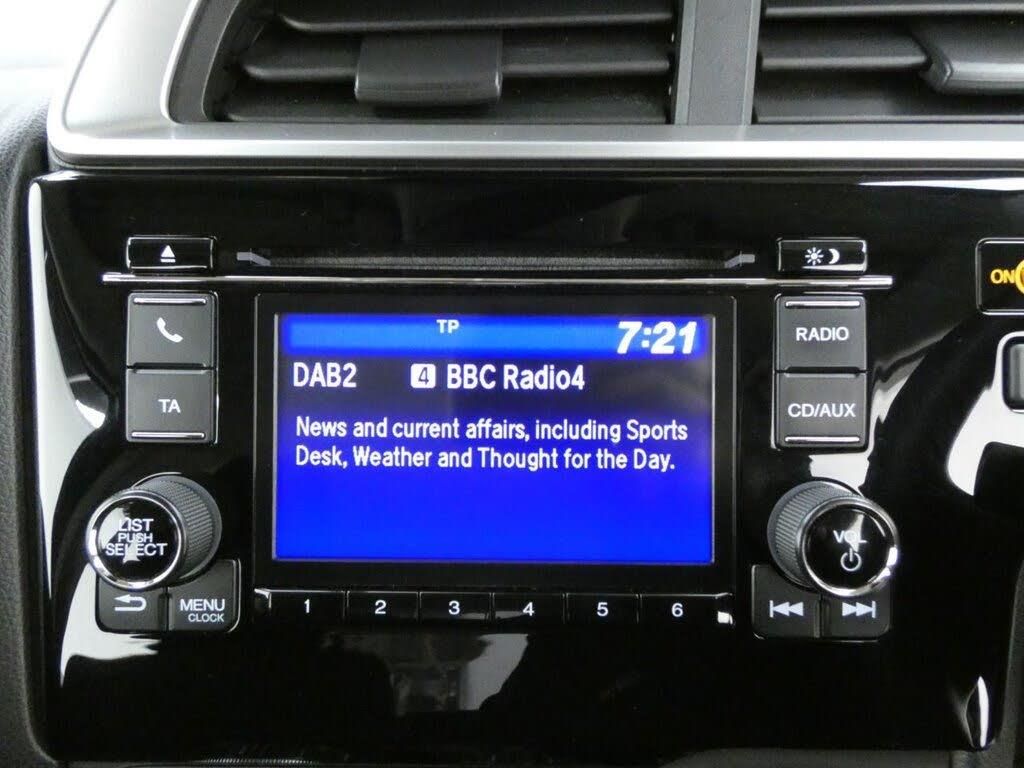 TP 7:21
DAB2 4 BBC Radio4
News and current affairs, including Sports
Desk, Weather and Thought for the Day.
TA
RADIO
CD/AUX
ON
LIST
PUSH
SELECT
VOL
MENU
CLOCK
1 2 3 4 5 6